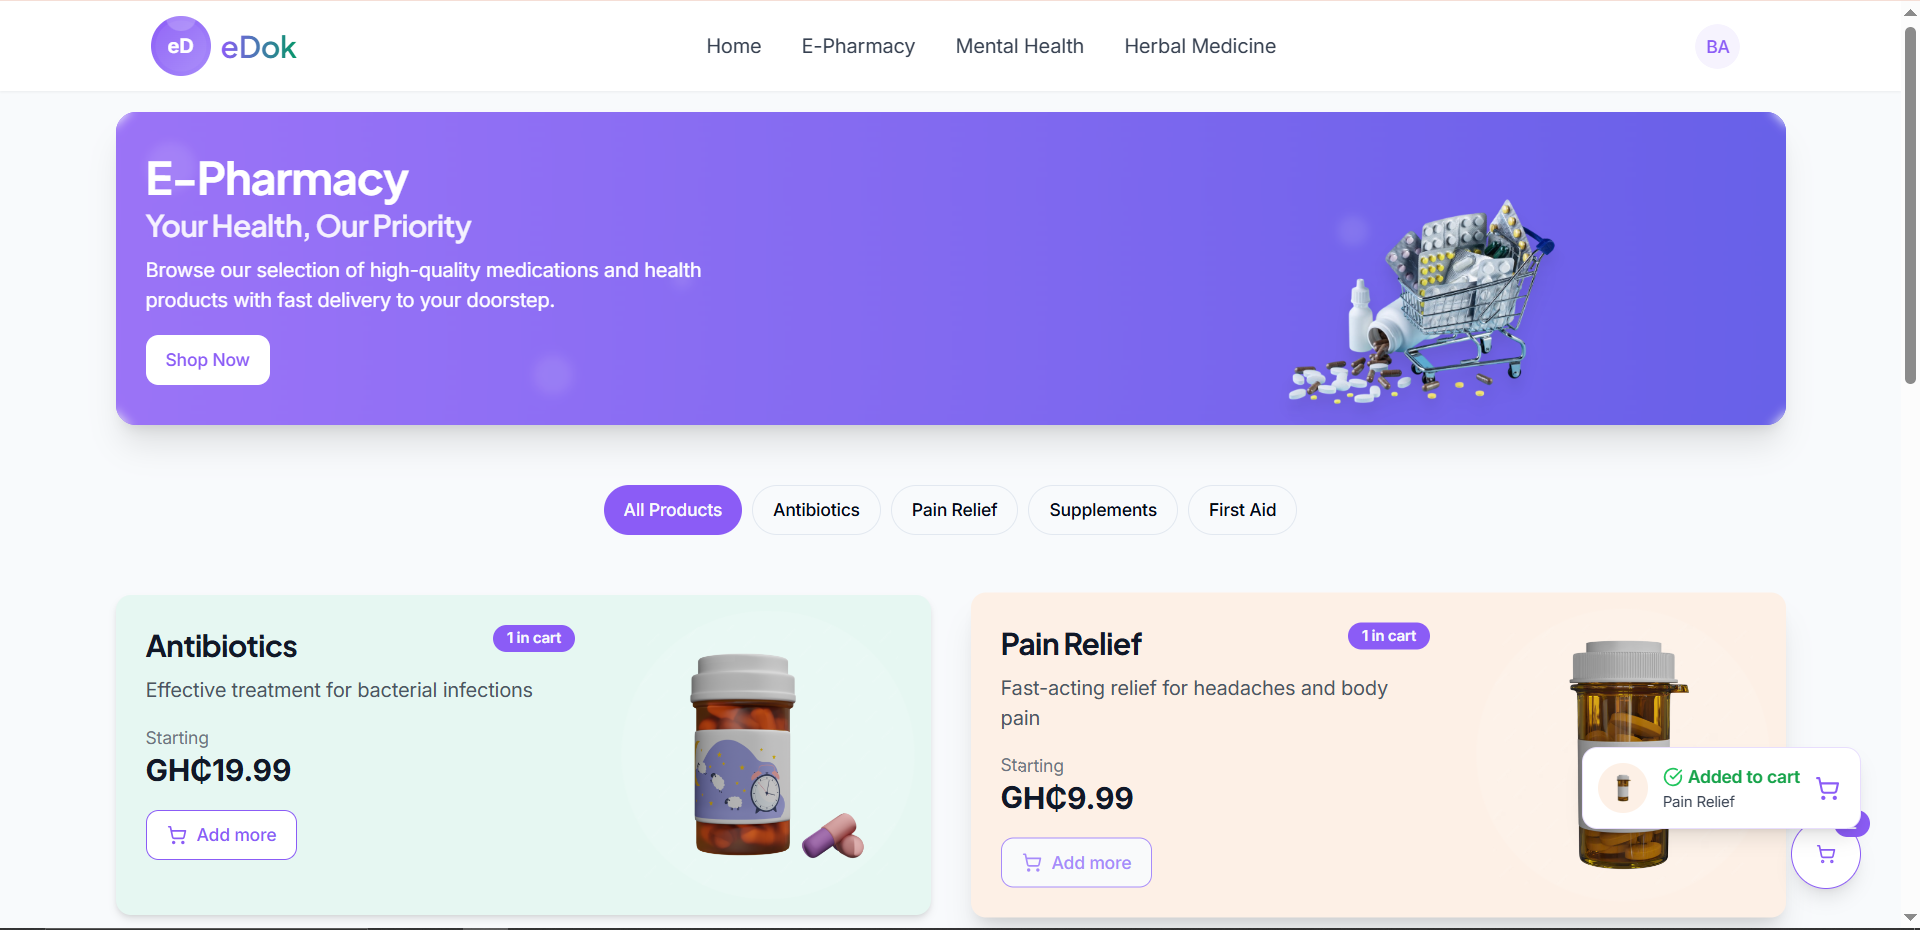 eD
eDok
Home
E-Pharmacy
Mental Health
Herbal Medicine
BA
E-Pharmacy
Your Health, Our Priority
Browse our selection of high-quality medications and health
products with fast delivery to your doorstep.
Shop Now
All Products
Antibiotics
Pain Relief
Supplements
First Aid
Antibiotics
1 in cart
Effective treatment for bacterial infections
Starting
GH₵19.99
Add more
Pain Relief
1 in cart
Fast-acting relief for headaches and body
pain
Starting
GH₵9.99
Add more
Added to cart
Pain Relief